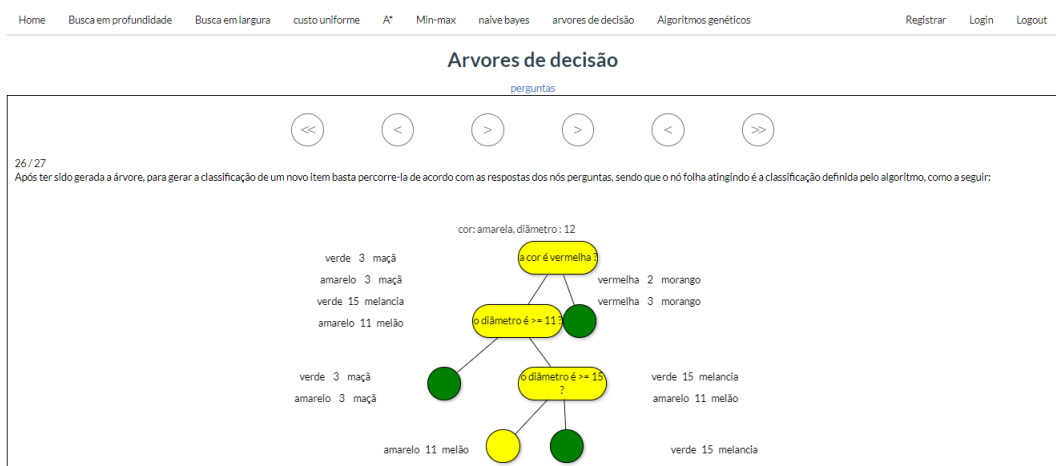 Home Busca em profundidade Busca em largura custo uniforme A* Min-max naive bayes arvores de decisão Algoritmos genéticos Registrar Login Logout
Arvores de decisão
perguntas
<< < > > < >>
26 / 27
Após ter sido gerada a árvore, para gerar a classificação de um novo item basta percorre-la de acordo com as respostas dos nós perguntas, sendo que o nó folha atingindo é a classificação definida pelo algoritmo, como a seguir:
cor: amarela, diâmetro : 12
verde 3 maçã
a cor é vermelha ?
amarelo 3 maçã
vermelha 2 morango
verde 15 melancia
vermelha 3 morango
amarelo 11 melão
o diâmetro é >= 11 ?
verde 3 maçã
o diâmetro é >= 15
?
verde 15 melancia
amarelo 3 maçã
amarelo 11 melão
amarelo 11 melão
verde 15 melancia